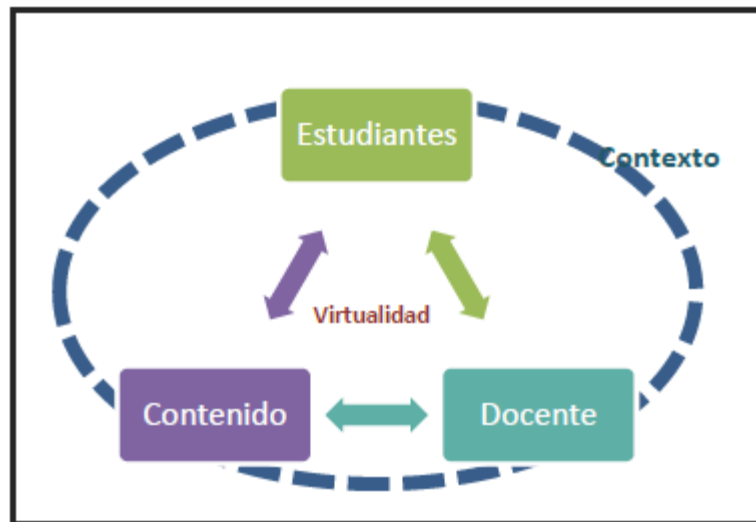 Estudiantes
Contexto
Virtualidad
Contenido
Docente